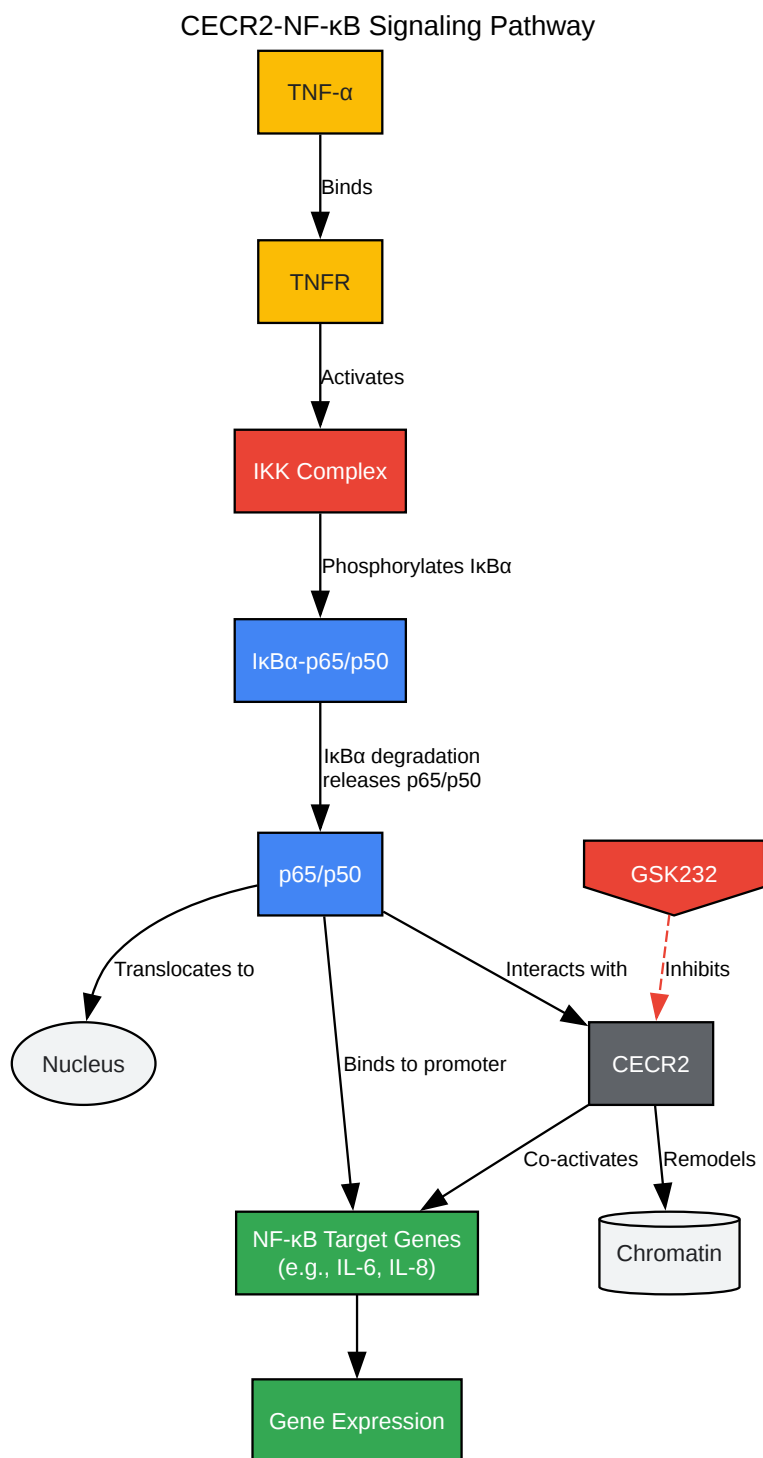 CECR2-NF-κB Signaling Pathway
TNF-α
Binds
TNFR
Activates
IKK Complex
Phosphorylates IκBα
IκBα-p65/p50
IκBα degradation
releases p65/p50
p65/p50
GSK232
Translocates to
Interacts with
Inhibits
Nucleus
Binds to promoter
CECR2
Co-activates
Remodels
NF-κB Target Genes
(e.g., IL-6, IL-8)
Chromatin
Gene Expression